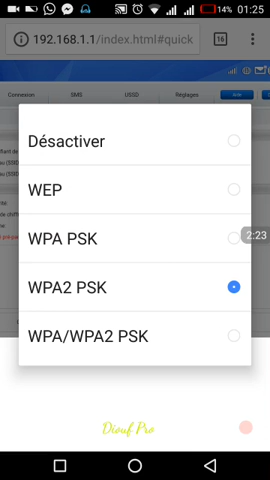 14% 01:25
192.168.1.1/index.html#quick
16
Connexion SMS USSD Réglages
Désactiver
WEP
WPA PSK
2:23
WPA2 PSK
WPA/WPA2 PSK
Diouf Pro